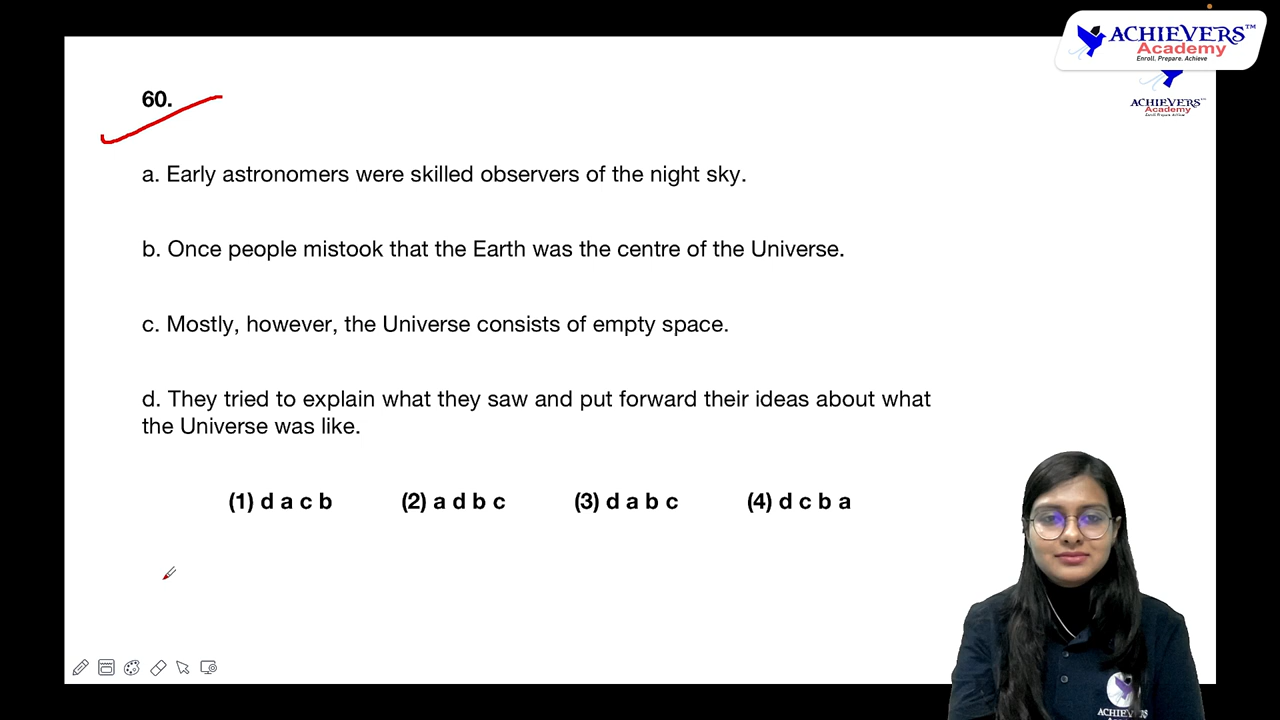 ACHIEVERS™
Academy
Enroll. Prepare. Achieve
ACHIEVERS™
Academy
60.
a. Early astronomers were skilled observers of the night sky.
b. Once people mistook that the Earth was the centre of the Universe.
c. Mostly, however, the Universe consists of empty space.
d. They tried to explain what they saw and put forward their ideas about what
the Universe was like.
(1) d a c b (2) a d b c (3) d a b c (4) d c b a
ACHIEVERS